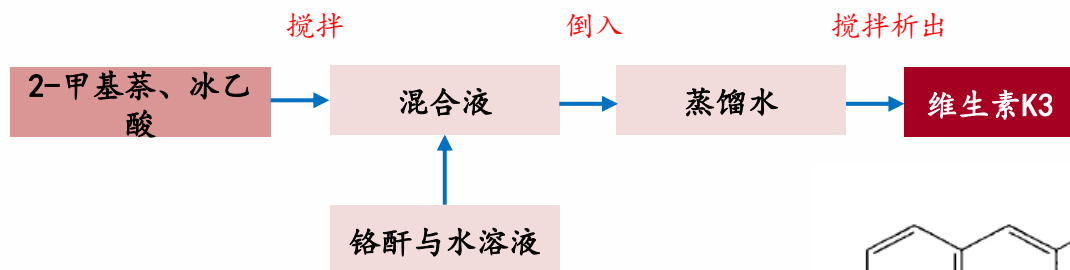 搅拌
倒入
搅拌析出
2-甲基萘、冰乙
酸
混合液
蒸馏水
维生素K3
铬酐与水溶液